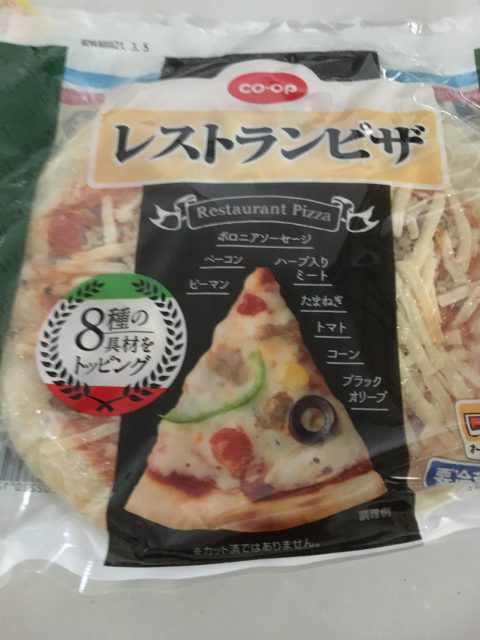 21. 3. 5
CO·OP
レストランピザ
Restaurant Pizza
ボロニアソーセージ
ベーコン
ハーブ入り
ミート
ピーマン
たまねぎ
トマト
コーン
ブラック
オリーブ
8種の
具材を
トッピング
調理例
※カット済ではありません。